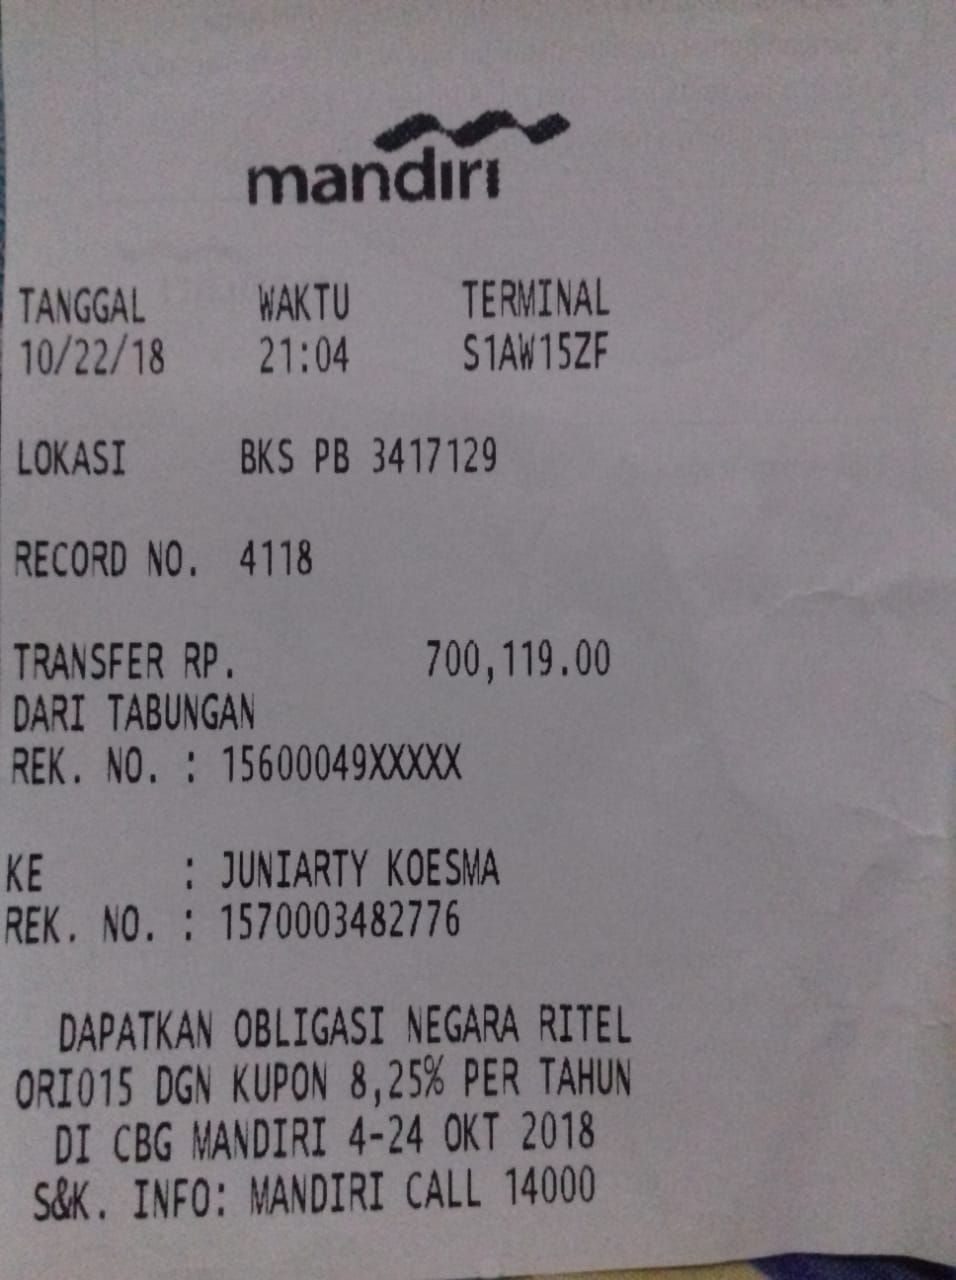 mandiri
TANGGAL WAKTU TERMINAL
10/22/18 21:04 S1AW15ZF
LOKASI BKS PB 3417129
RECORD NO. 4118
TRANSFER RP. 700,119.00
DARI TABUNGAN
REK. NO. : 15600049XXXXX
KE : JUNIARTY KOESMA
REK. NO. : 1570003482776
DAPATKAN OBLIGASI NEGARA RITEL
ORI015 DGN KUPON 8,25% PER TAHUN
DI CBG MANDIRI 4-24 OKT 2018
S&K. INFO: MANDIRI CALL 14000